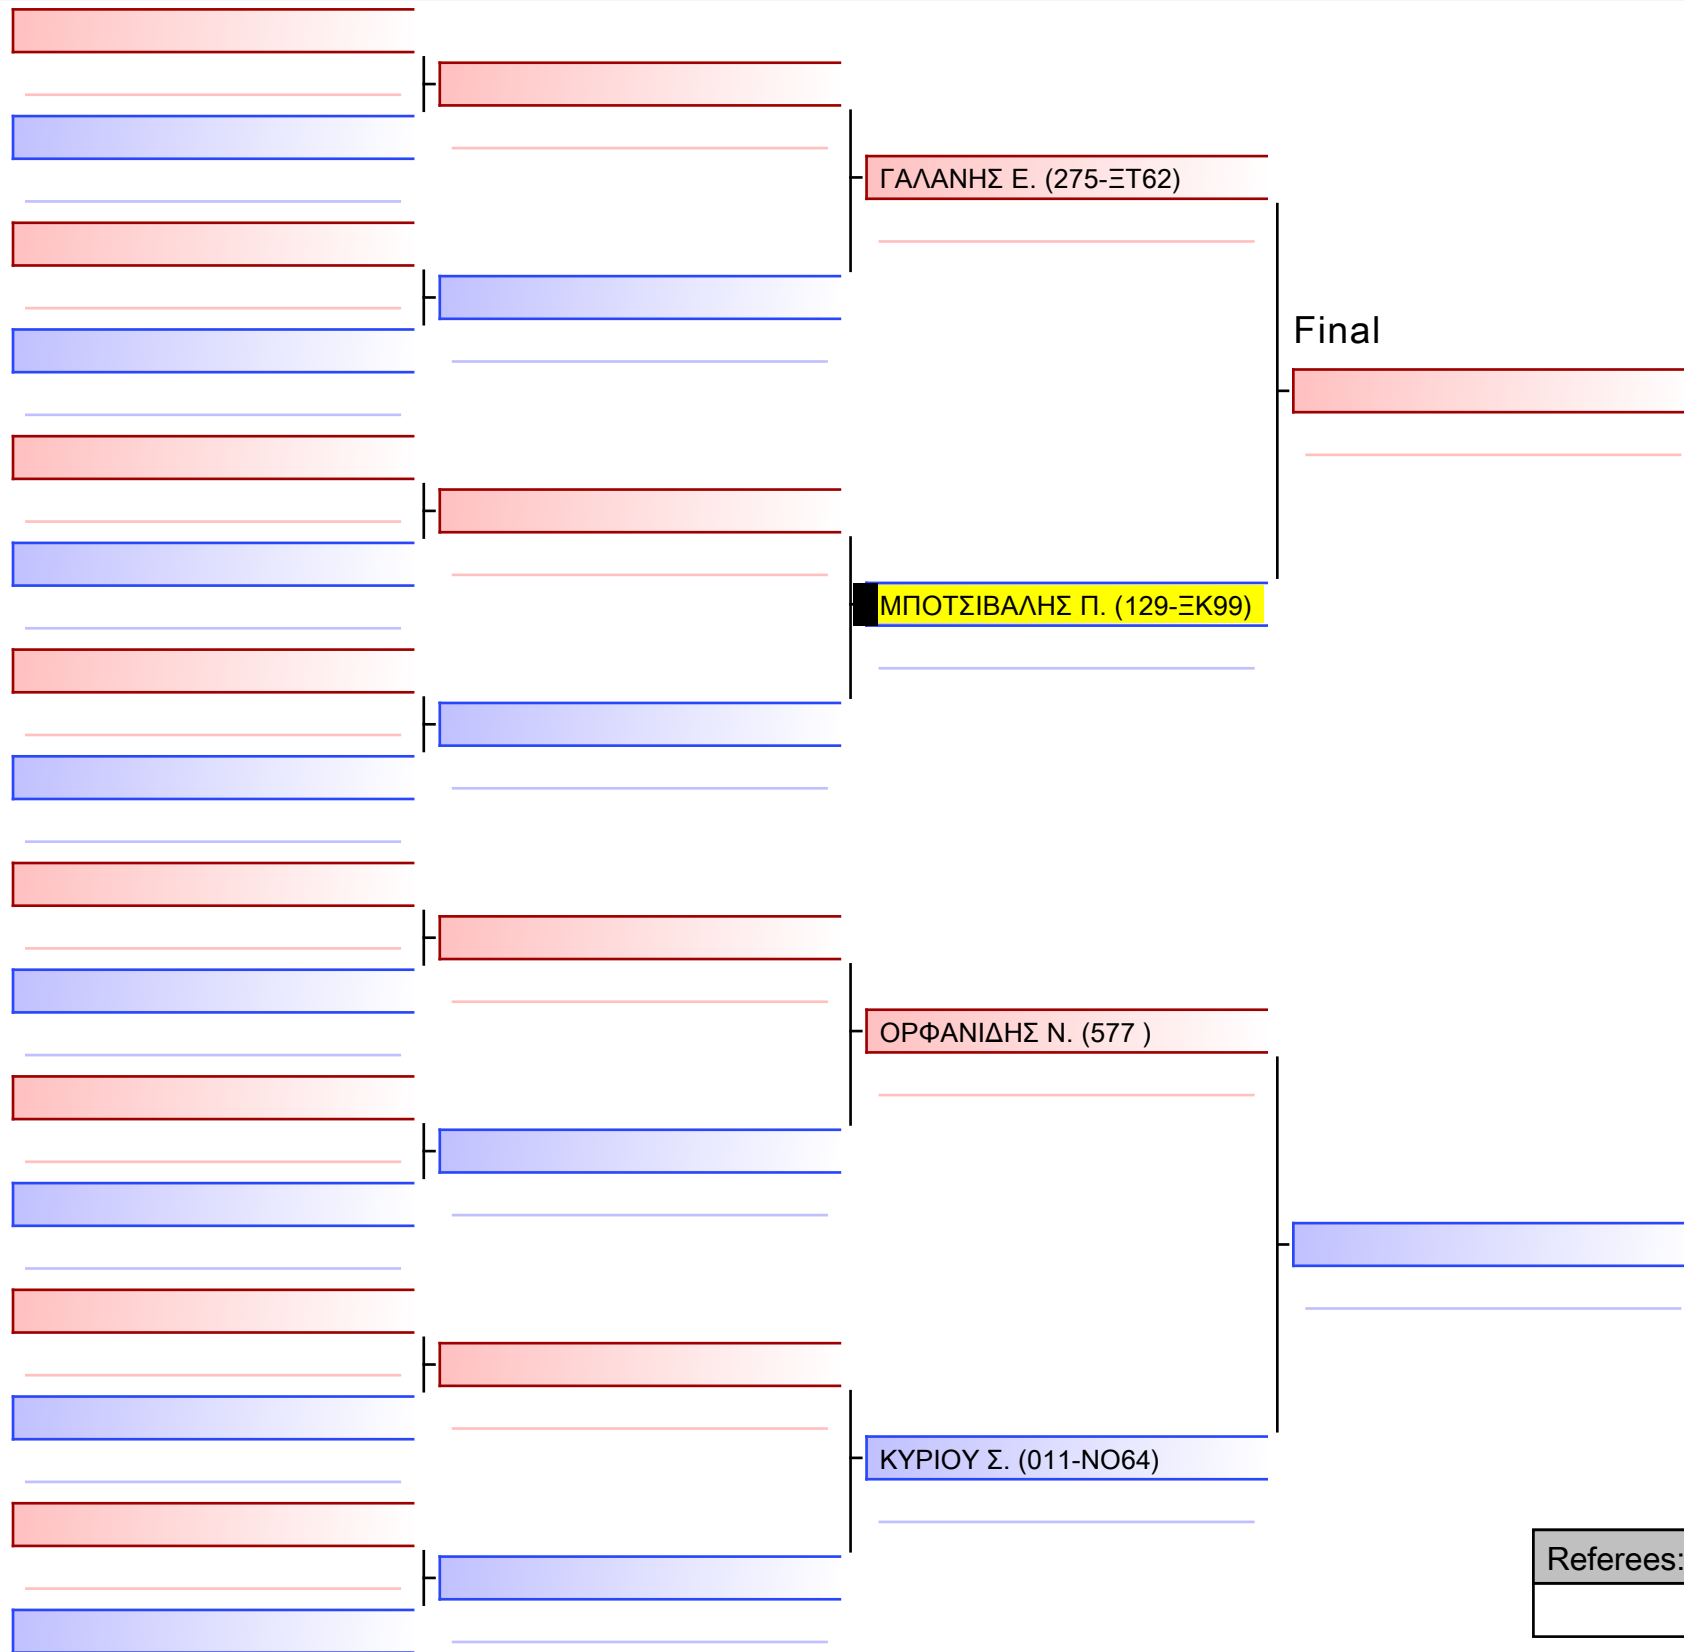 ΓΑΛΑΝΗΣ Ε. (275-ΞΤ62)
Final
ΜΠΟΤΣΙΒΑΛΗΣ Π. (129-ΞΚ99)
ΟΡΦΑΝΙΔΗΣ Ν. (577 )
ΚΥΡΙΟΥ Σ. (011-ΝΟ64)
Referees: